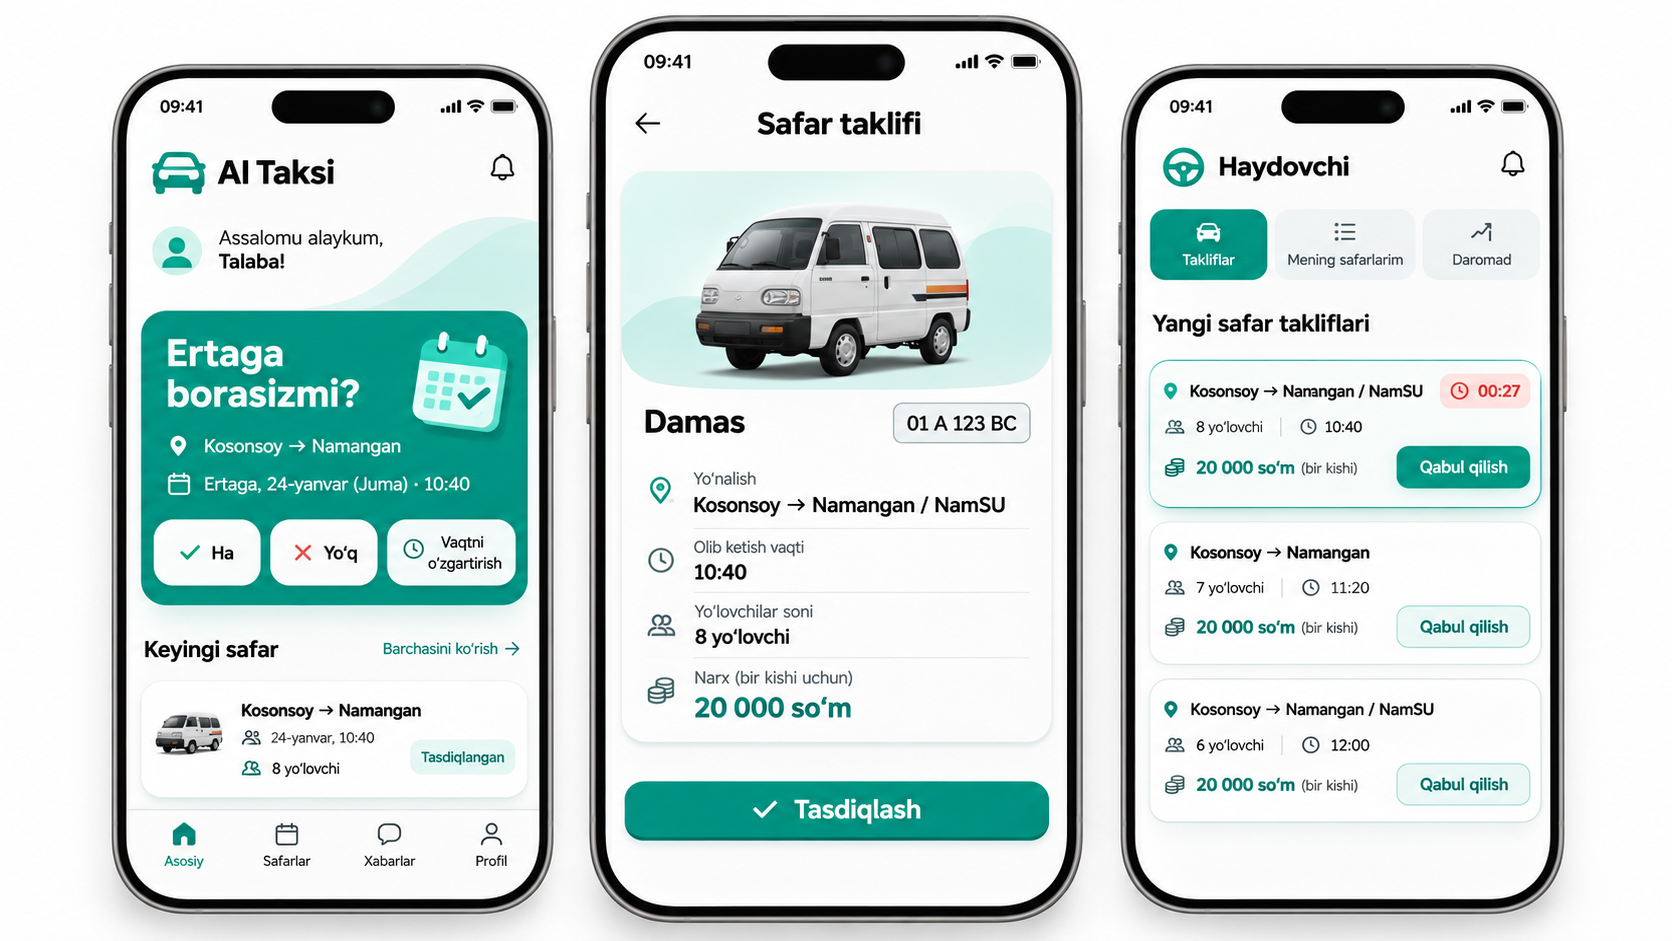 09:41
AI Taksi
Assalomu alaykum,
Talaba!
Ertaga
borasizmi?
Kosonsoy → Namangan
Ertaga, 24-yanvar (Juma) · 10:40
Ha
Yo‘q
Vaqtni
o‘zgartirish
Keyingi safar
Barchasini ko‘rish →
Kosonsoy → Namangan
24-yanvar, 10:40
8 yo‘lovchi
Tasdiqlangan
Asosiy
Safarlar
Xabarlar
Profil
09:41
Safar taklifi
Damas
01 A 123 BC
Yo‘nalish
Kosonsoy → Namangan / NamSU
Olib ketish vaqti
10:40
Yo‘lovchilar soni
8 yo‘lovchi
Narx (bir kishi uchun)
20 000 so‘m
Tasdiqlash
09:41
Haydovchi
Takliflar
Mening safarlarim
Daromad
Yangi safar takliflari
Kosonsoy → Namangan / NamSU
00:27
8 yo‘lovchi
10:40
20 000 so‘m (bir kishi)
Qabul qilish
Kosonsoy → Namangan
7 yo‘lovchi
11:20
20 000 so‘m (bir kishi)
Qabul qilish
Kosonsoy → Namangan / NamSU
6 yo‘lovchi
12:00
20 000 so‘m (bir kishi)
Qabul qilish